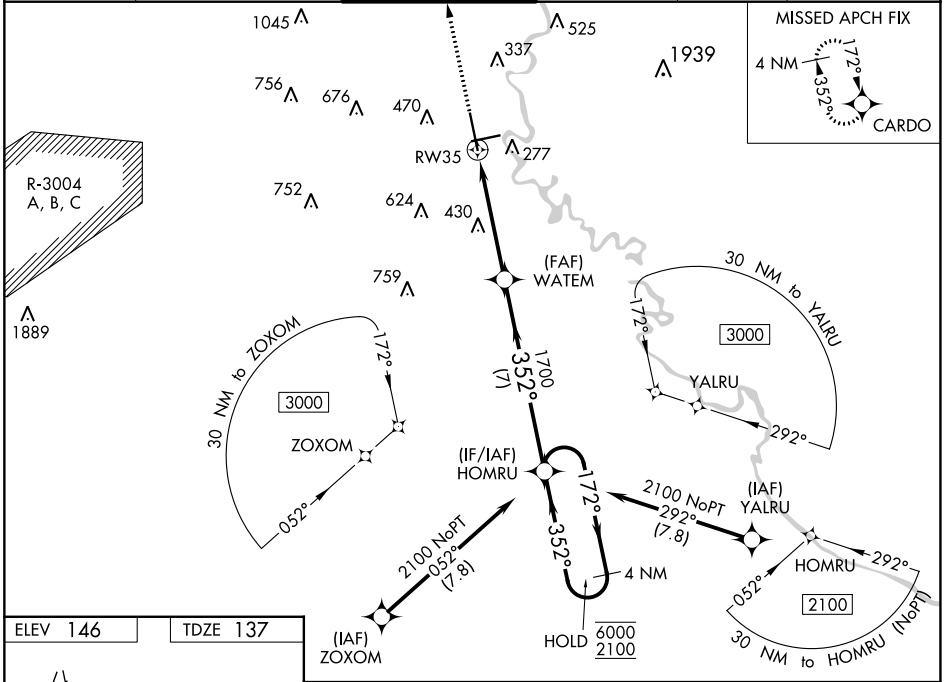 1045
525
337
1939
756
676
470
RW35
277
MISSED APCH FIX
4 NM
172°
352°
CARDO
R-3004
A, B, C
752
624
430
(FAF)
WATEM
759
1889
30 NM to ZOXOM
172°
3000
ZOXOM
052°
1700
352°
(7)
30 NM to YALRU
172°
3000
YALRU
292°
(IF/IAF)
HOMRU
172°
352°
4 NM
HOLD
6000
2100
2100 NoPT
052°
(7.8)
(IAF)
ZOXOM
2100 NoPT
292°
(7.8)
(IAF)
YALRU
HOMRU
292°
052°
2100
30 NM to HOMRU (NoPT)
ELEV 146
TDZE 137